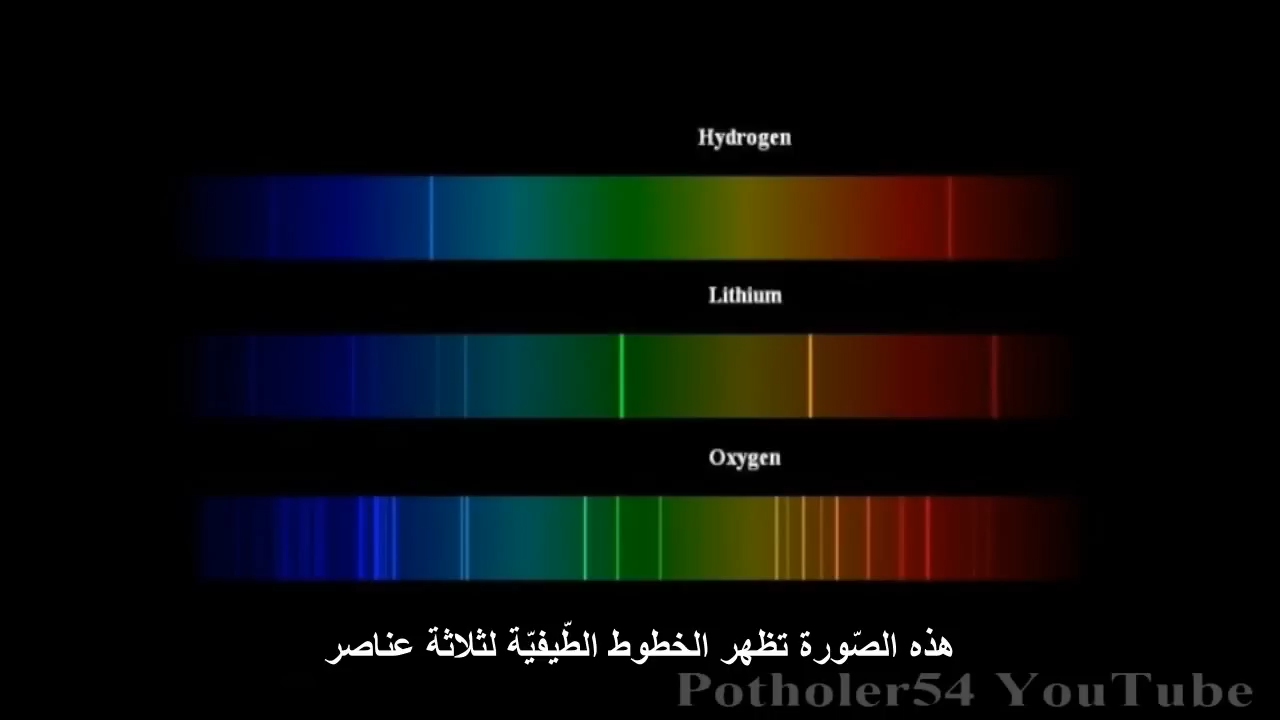 Hydrogen
Lithium
Oxygen
هذه الصّورة تظهر الخطوط الطّيفيّة لثلاثة عناصر
Potholer54 YouTube